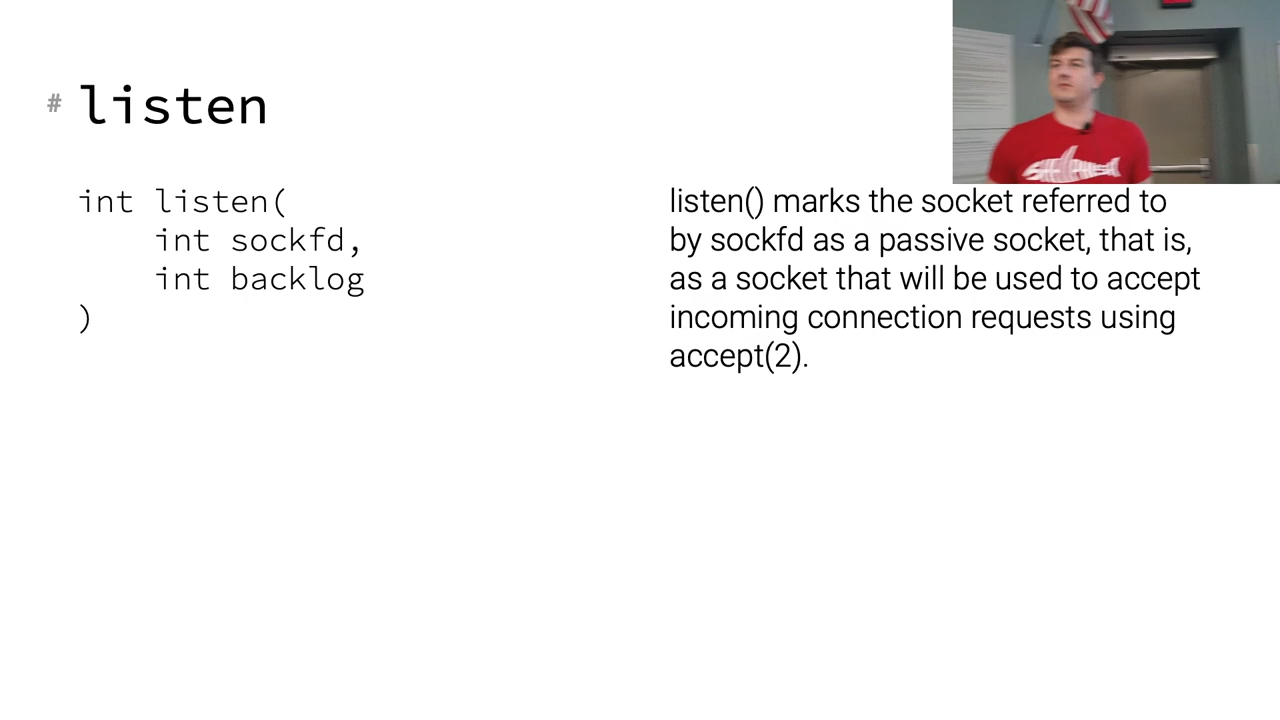 # listen
int listen(
    int sockfd,
    int backlog
)
listen() marks the socket referred to
by sockfd as a passive socket, that is,
as a socket that will be used to accept
incoming connection requests using
accept(2).